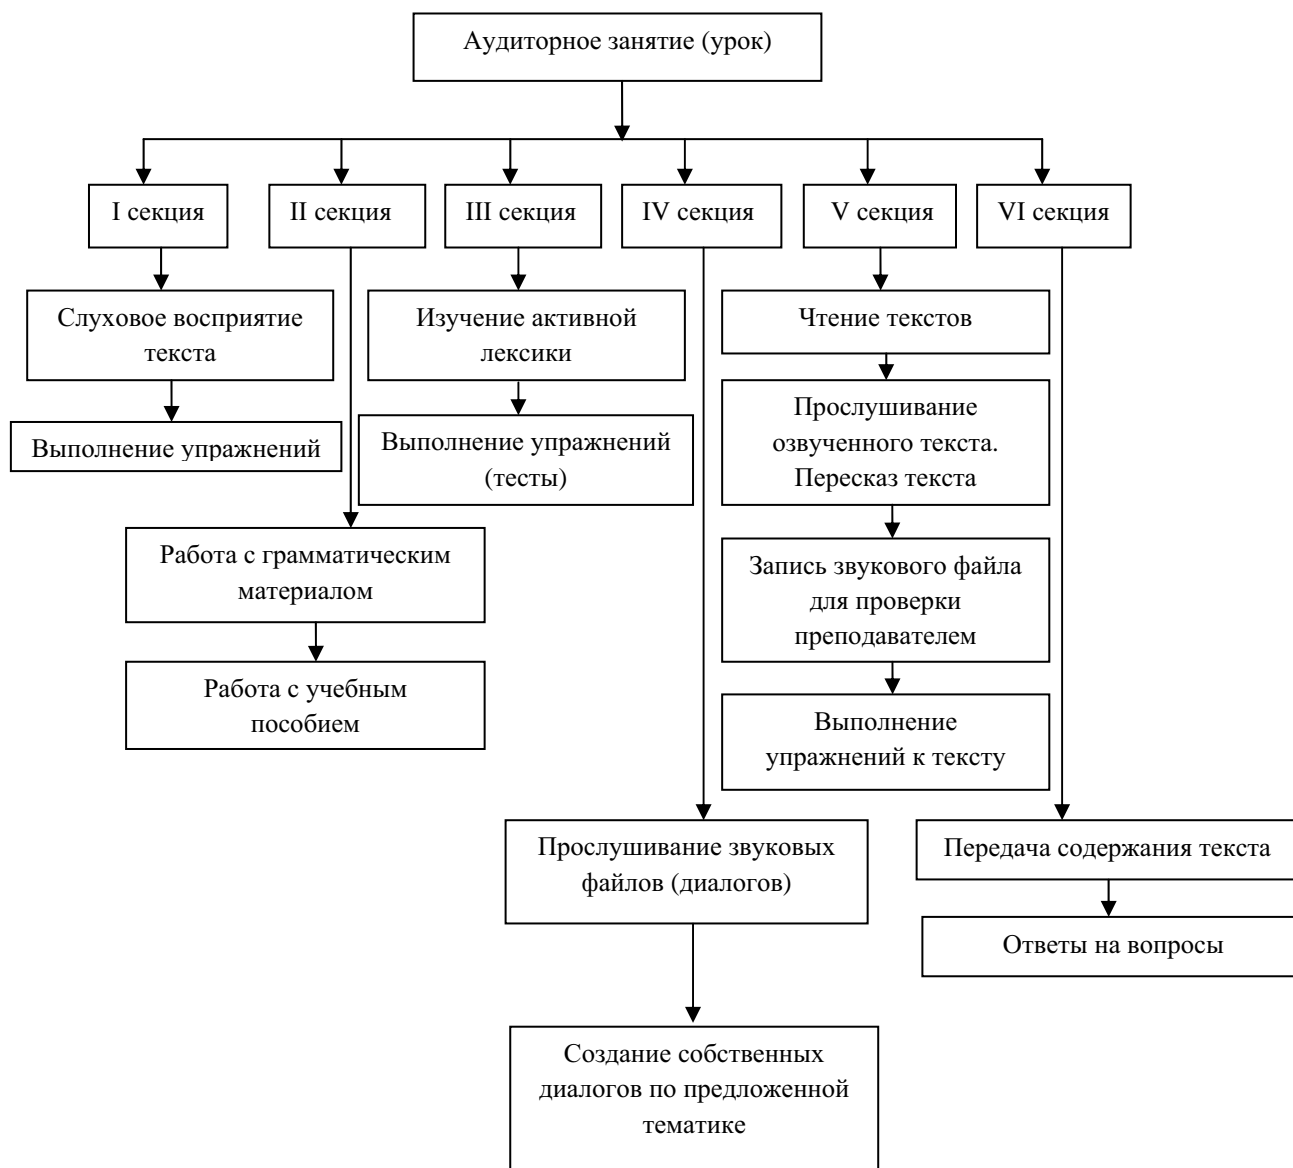 Аудиторное занятие (урок)
I секция
II секция
III секция
IV секция
V секция
VI секция
Слуховое восприятие
текста
Выполнение упражнений
Работа с грамматическим
материалом
Работа с учебным
пособием
Изучение активной
лексики
Выполнение упражнений
(тесты)
Прослушивание звуковых
файлов (диалогов)
Создание собственных
диалогов по предложенной
тематике
Чтение текстов
Прослушивание
озвученного текста.
Пересказ текста
Запись звукового файла
для проверки
преподавателем
Выполнение
упражнений к тексту
Передача содержания текста
Ответы на вопросы